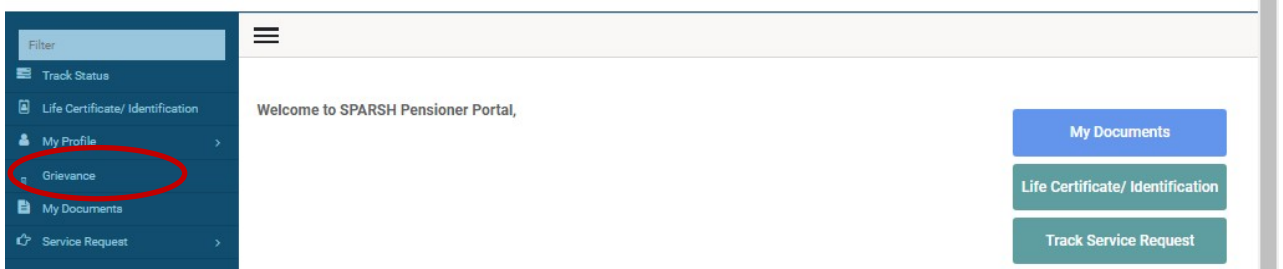 Filter
Track Status
Life Certificate/ Identification
My Profile
Grievance
My Documents
Service Request
Welcome to SPARSH Pensioner Portal,
My Documents
Life Certificate/ Identification
Track Service Request